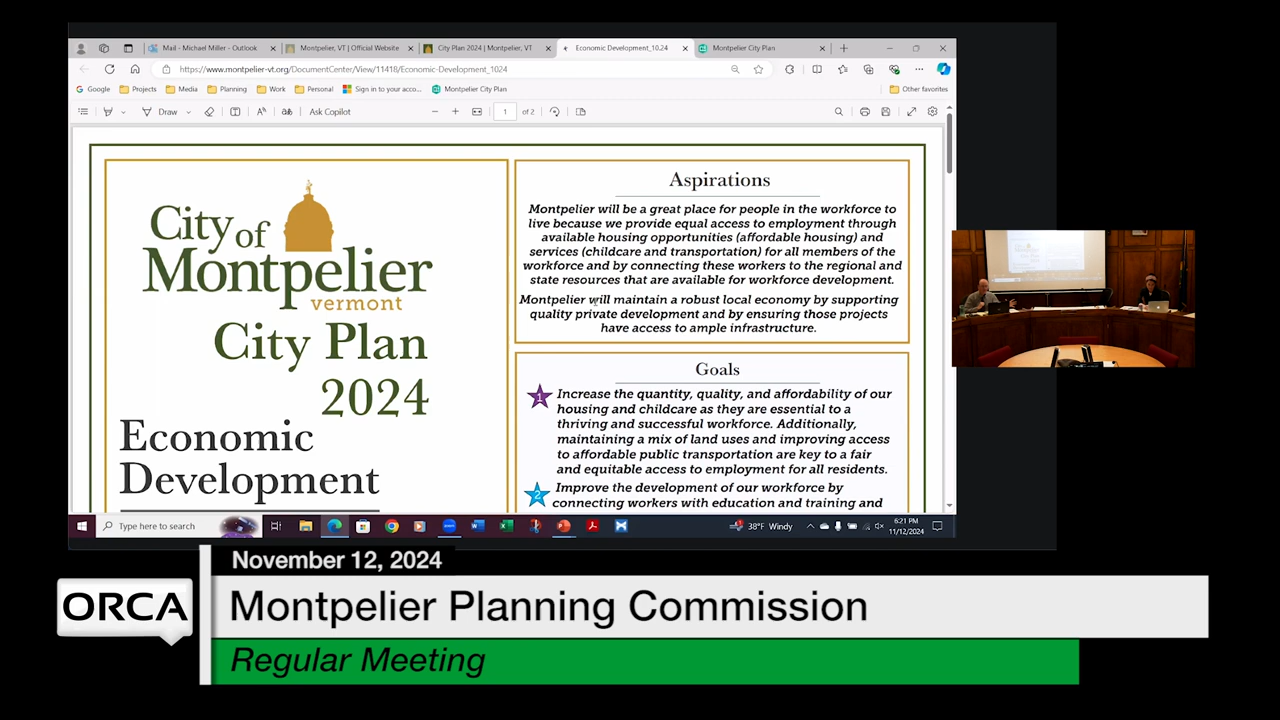 Mail - Michael Miller - Outlook
Montpelier, VT | Official Website
City Plan 2024 | Montpelier, VT
Economic Development_10.24
Montpelier City Plan
https://www.montpelier-vt.org/DocumentCenter/View/11418/Economic-Development_1024
Google
Projects
Media
Planning
Work
Personal
Sign in to your acco...
Montpelier City Plan
Other favorites
Draw
Ask Copilot
1
of 2
City of
Montpelier
vermont
City Plan
2024
Economic
Development
Aspirations
Montpelier will be a great place for people in the workforce to
live because we provide equal access to employment through
available housing opportunities (affordable housing) and
services (childcare and transportation) for all members of the
workforce and by connecting these workers to the regional and
state resources that are available for workforce development.
Montpelier will maintain a robust local economy by supporting
quality private development and by ensuring those projects
have access to ample infrastructure.
Goals
1
Increase the quantity, quality, and affordability of our
housing and childcare as they are essential to a
thriving and successful workforce. Additionally,
maintaining a mix of land uses and improving access
to affordable public transportation are key to a fair
and equitable access to employment for all residents.
2
Improve the development of our workforce by
connecting workers with education and training and
Type here to search
38°F Windy
6:21 PM
11/12/2024
November 12, 2024
ORCA
Montpelier Planning Commission
Regular Meeting